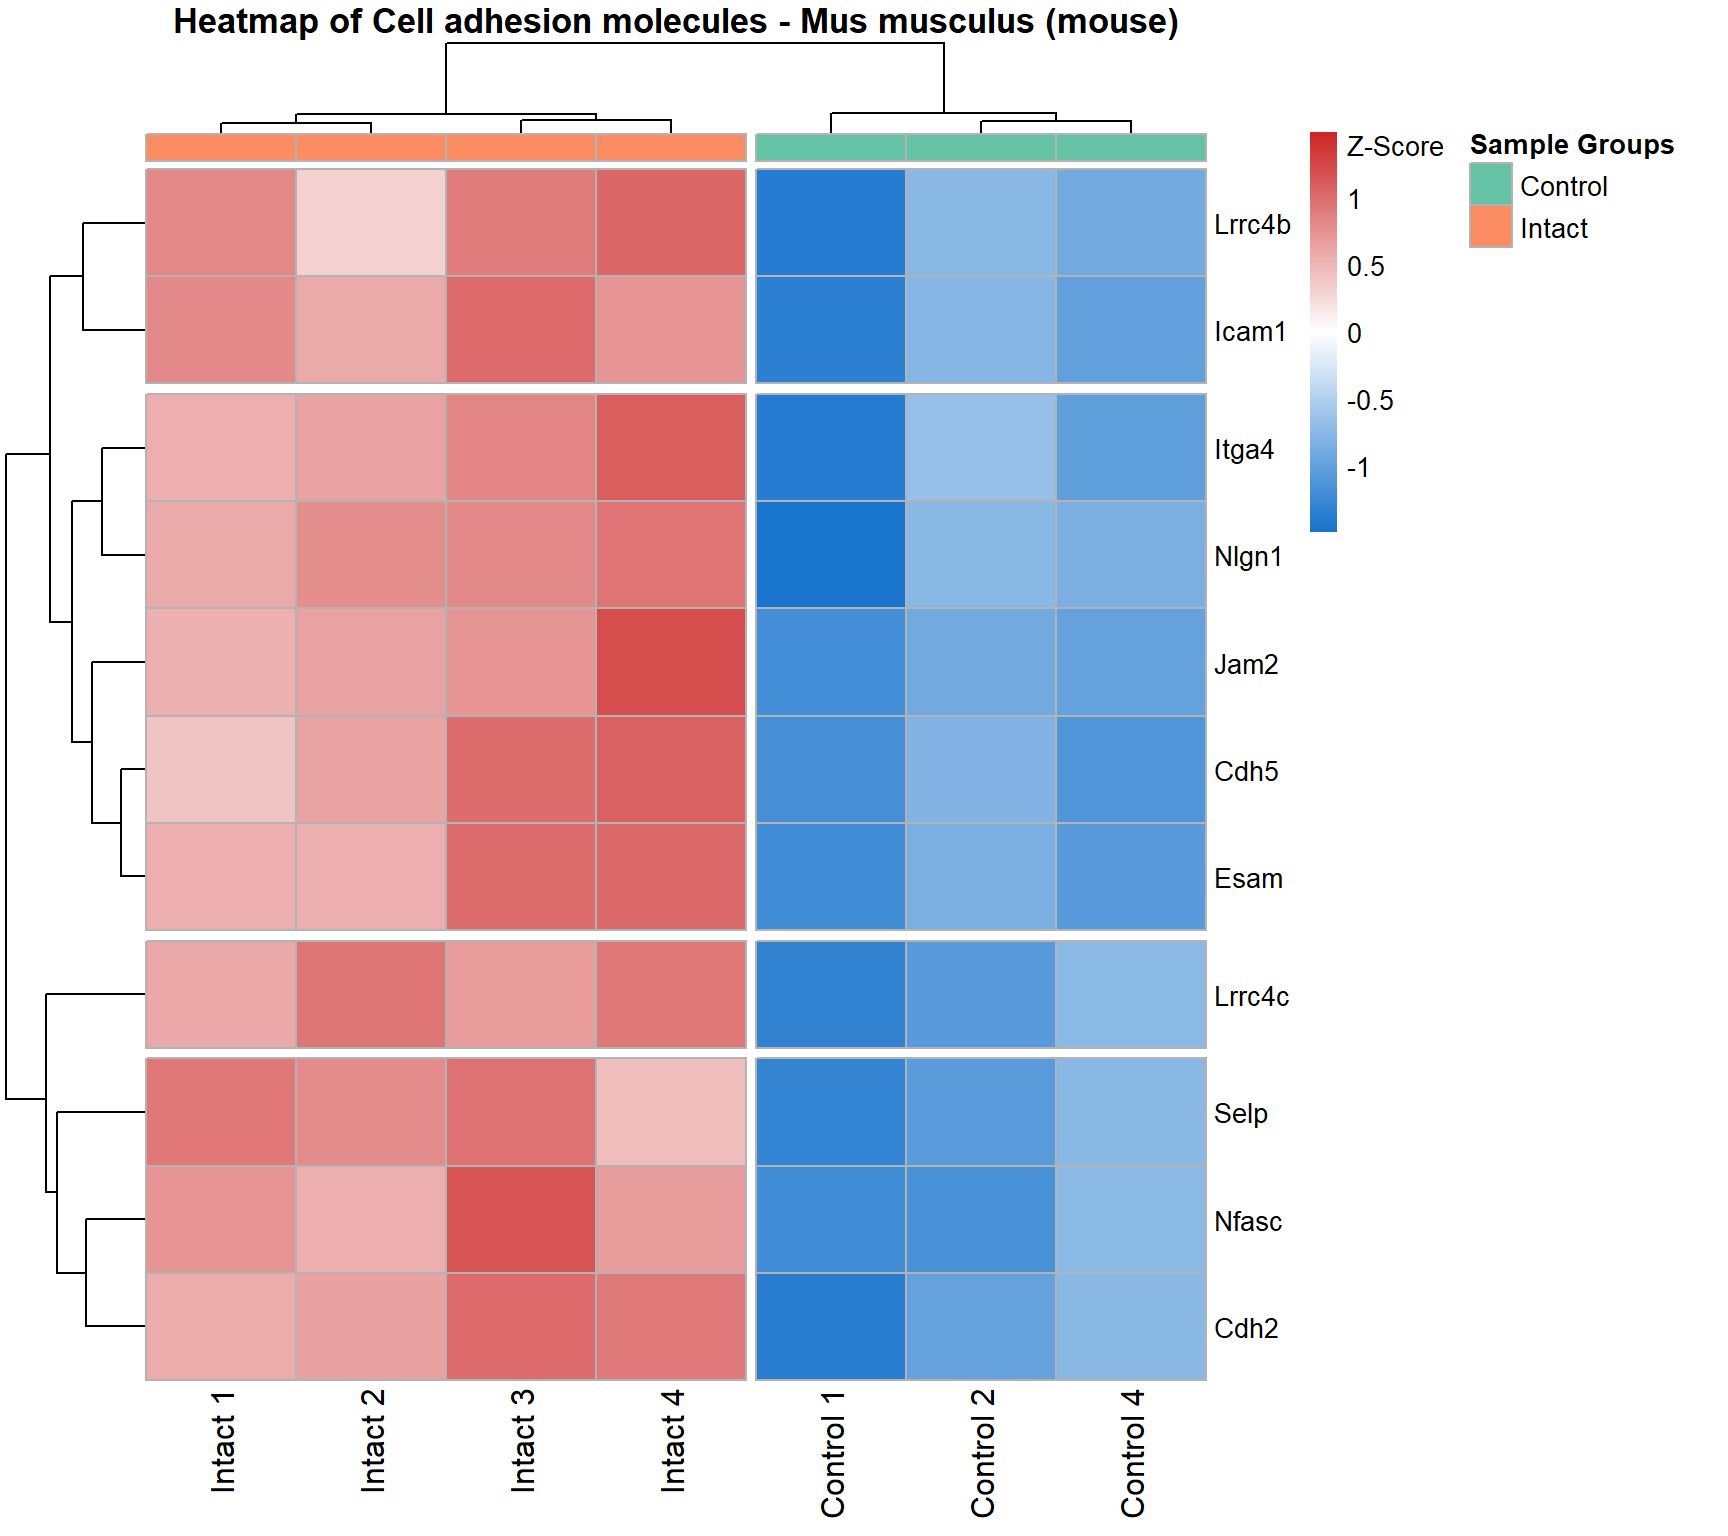 Heatmap of Cell adhesion molecules - Mus musculus (mouse)
Z-Score
1
0.5
0
-0.5
-1
Sample Groups
Control
Intact
Lrrc4b
Icam1
Itga4
Nlgn1
Jam2
Cdh5
Esam
Lrrc4c
Selp
Nfasc
Cdh2
Intact 1
Intact 2
Intact 3
Intact 4
Control 1
Control 2
Control 4